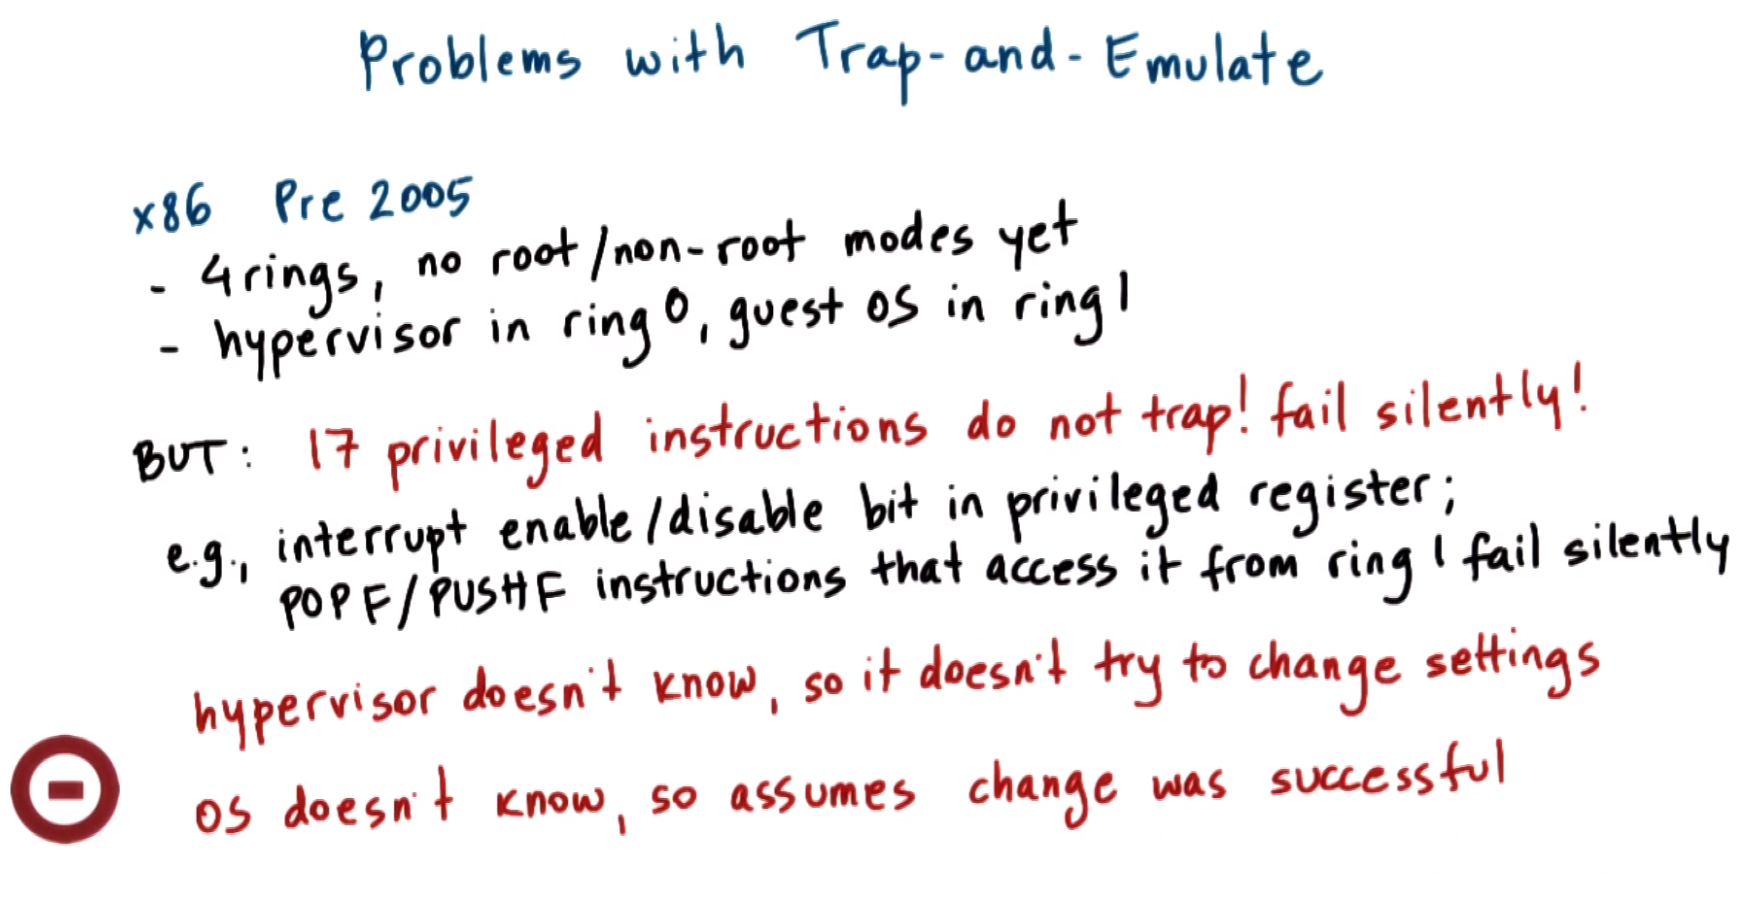 Problems with Trap-and-Emulate
x86 Pre 2005
- 4 rings, no root/non-root modes yet
- hypervisor in ring 0, guest OS in ring 1
BUT: 17 privileged instructions do not trap! fail silently!
e.g., interrupt enable/disable bit in privileged register;
POPF/PUSHF instructions that access it from ring 1 fail silently
hypervisor doesn't know, so it doesn't try to change settings
OS doesn't know, so assumes change was successful